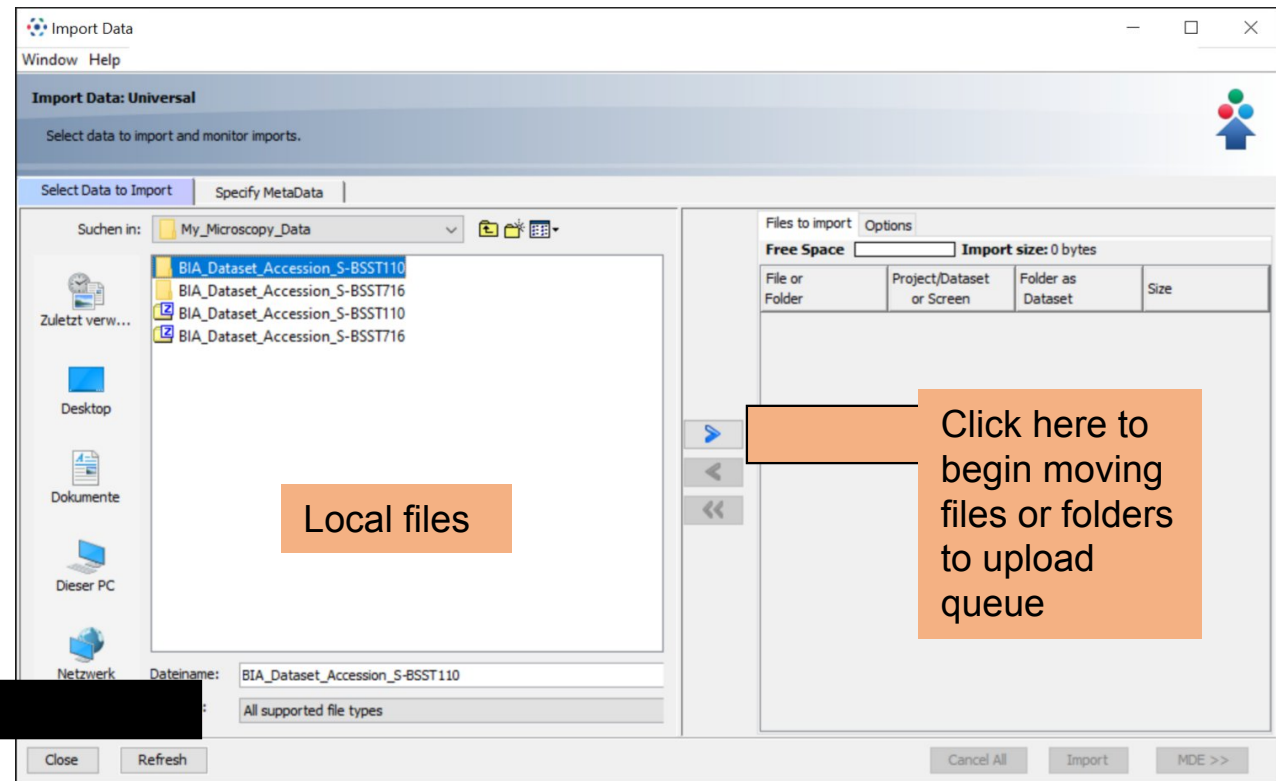 Import Data
Window Help
Import Data: Universal
Select data to import and monitor imports.
Select Data to Import Specify MetaData
Suchen in: My_Microscopy_Data
BIA_Dataset_Accession_S-BSST110
BIA_Dataset_Accession_S-BSST716
BIA_Dataset_Accession_S-BSST110
BIA_Dataset_Accession_S-BSST716
Zuletzt verw...
Desktop
Dokumente
Dieser PC
Netzwerk
Local files
Dateiname: BIA_Dataset_Accession_S-BSST110
: All supported file types
Files to import Options
Free Space Import size: 0 bytes
File or Folder
Project/Dataset or Screen
Folder as Dataset
Size
Click here to
begin moving
files or folders
to upload
queue
Close Refresh Cancel All Import MDE >>